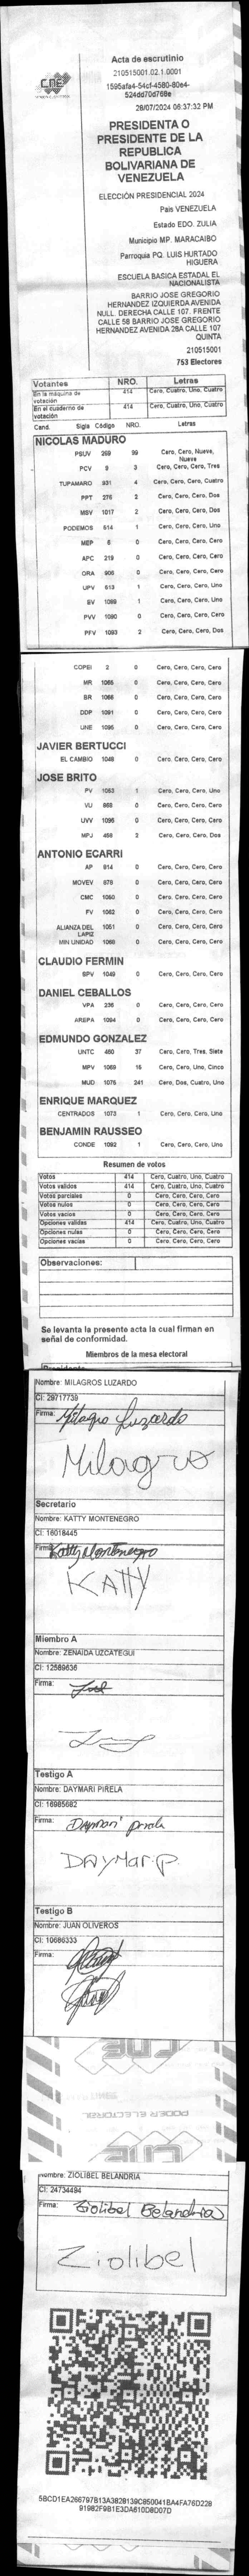 CNE
Acta de escrutinio
210515001.02.1.0001
1595afa4-54cf-4580-80e4-
524dd70d766e
28/07/2024 06:37:32 PM
PRESIDENTA O
PRESIDENTE DE LA
REPUBLICA
BOLIVARIANA DE
VENEZUELA
ELECCIÓN PRESIDENCIAL 2024
Pais VENEZUELA
Estado EDO. ZULIA
Municipio MP. MARACAIBO
Parroquia PQ. LUIS HURTADO
HIGUERA
ESCUELA BASICA ESTADAL EL
NACIONALISTA
BARRIO JOSE GREGORIO
HERNANDEZ IZQUIERDA AVENIDA
NULL. DERECHA CALLE 107. FRENTE
CALLE 58 BARRIO JOSE GREGORIO
HERNANDEZ AVENIDA 28A CALLE 107
QUINTA
210515001
753 Electores
Votantes NRO. Letras
En la máquina de votación 414 Cero, Cuatro, Uno, Cuatro
En el cuaderno de votación 414 Cero, Cuatro, Uno, Cuatro
Cand. Sigla Código NRO. Letras
NICOLAS MADURO
PSUV 269 99 Cero, Cero, Nueve, Nueve
PCV 9 3 Cero, Cero, Cero, Tres
TUPAMARO 931 4 Cero, Cero, Cero, Cuatro
PPT 276 2 Cero, Cero, Cero, Dos
MSV 1017 2 Cero, Cero, Cero, Dos
PODEMOS 514 1 Cero, Cero, Cero, Uno
MEP 6 0 Cero, Cero, Cero, Cero
APC 219 0 Cero, Cero, Cero, Cero
ORA 906 0 Cero, Cero, Cero, Cero
UPV 613 1 Cero, Cero, Cero, Uno
EV 1089 1 Cero, Cero, Cero, Uno
PVV 1090 0 Cero, Cero, Cero, Cero
PFV 1093 2 Cero, Cero, Cero, Dos
COPEI 2 0 Cero, Cero, Cero, Cero
MR 1065 0 Cero, Cero, Cero, Cero
BR 1066 0 Cero, Cero, Cero, Cero
DDP 1091 0 Cero, Cero, Cero, Cero
UNE 1095 0 Cero, Cero, Cero, Cero
JAVIER BERTUCCI
EL CAMBIO 1048 0 Cero, Cero, Cero, Cero
JOSE BRITO
PV 1053 1 Cero, Cero, Cero, Uno
VU 868 0 Cero, Cero, Cero, Cero
UVV 1096 0 Cero, Cero, Cero, Cero
MPJ 468 2 Cero, Cero, Cero, Dos
ANTONIO ECARRI
AP 914 0 Cero, Cero, Cero, Cero
MOVEV 678 0 Cero, Cero, Cero, Cero
CMC 1050 0 Cero, Cero, Cero, Cero
FV 1062 0 Cero, Cero, Cero, Cero
ALIANZA DEL LAPIZ 1051 0 Cero, Cero, Cero, Cero
MIN UNIDAD 1088 0 Cero, Cero, Cero, Cero
CLAUDIO FERMIN
SPV 1049 0 Cero, Cero, Cero, Cero
DANIEL CEBALLOS
VPA 236 0 Cero, Cero, Cero, Cero
AREPA 1094 0 Cero, Cero, Cero, Cero
EDMUNDO GONZALEZ
UNTC 460 37 Cero, Cero, Tres, Siete
MPV 1069 15 Cero, Cero, Uno, Cinco
MUD 1075 241 Cero, Dos, Cuatro, Uno
ENRIQUE MARQUEZ
CENTRADOS 1073 1 Cero, Cero, Cero, Uno
BENJAMIN RAUSSEO
CONDE 1092 1 Cero, Cero, Cero, Uno
Resumen de votos
Votos 414 Cero, Cuatro, Uno, Cuatro
Votos validos 414 Cero, Cuatro, Uno, Cuatro
Votos parciales 0 Cero, Cero, Cero, Cero
Votos nulos 0 Cero, Cero, Cero, Cero
Votos vacios 0 Cero, Cero, Cero, Cero
Opciones validas 414 Cero, Cuatro, Uno, Cuatro
Opciones nulas 0 Cero, Cero, Cero, Cero
Opciones vacias 0 Cero, Cero, Cero, Cero
Observaciones:
Se levanta la presente acta la cual firman en
señal de conformidad.
Miembros de la mesa electoral
Presidente
Nombre: MILAGROS LUZARDO
CI: 29717739
Firma: Milagro Luzardo
Milagro
Secretario
Nombre: KATTY MONTENEGRO
CI: 16018445
Firma: Katty Montenegro
KATTY
Miembro A
Nombre: ZENAIDA UZCATEGUI
CI: 12589636
Firma:
Testigo A
Nombre: DAYMARI PIRELA
CI: 16985682
Firma: Daymari Pirela
DAYMAR.P.
Testigo B
Nombre: JUAN OLIVEROS
CI: 10686333
Firma:
CNE
PODER ELECTORAL
CNE
Nombre: ZIOLIBEL BELANDRIA
CI: 24734494
Firma: Ziolibel Belandria
Ziolibel
5BCD1EA266797B13A3828139C850041BA4FA76D228
91982F9B1E3DA610D8D07D